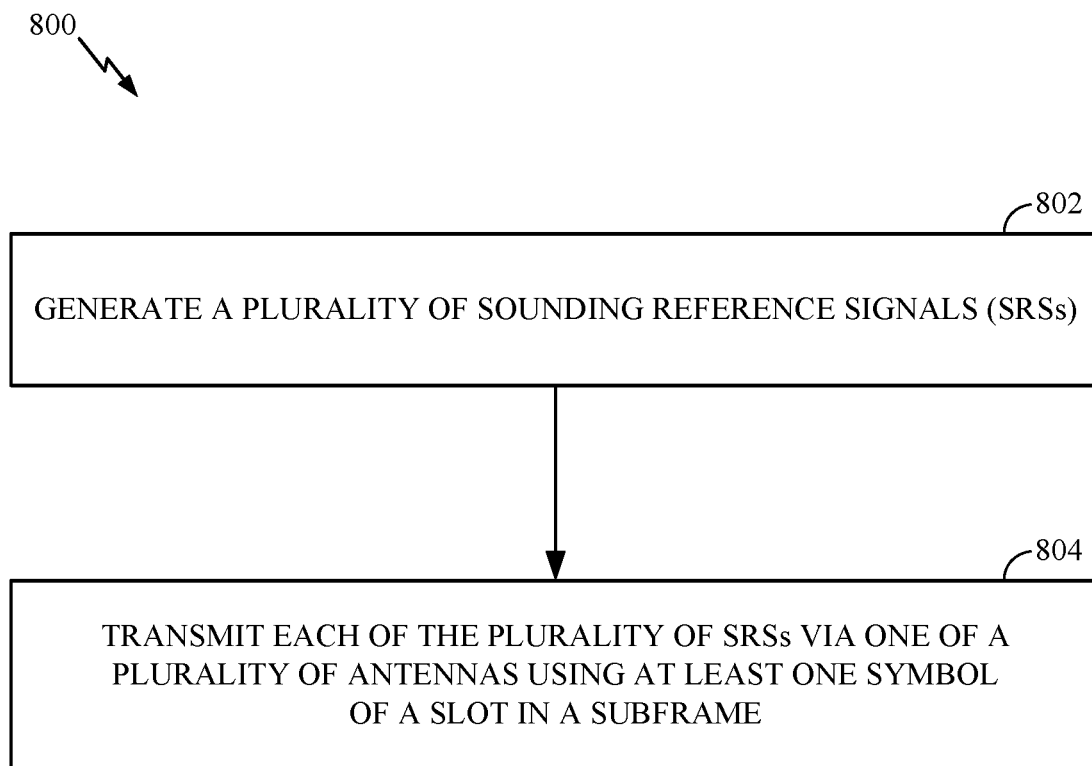 800
802
GENERATE A PLURALITY OF SOUNDING REFERENCE SIGNALS (SRSs)
804
TRANSMIT EACH OF THE PLURALITY OF SRSs VIA ONE OF A
PLURALITY OF ANTENNAS USING AT LEAST ONE SYMBOL
OF A SLOT IN A SUBFRAME